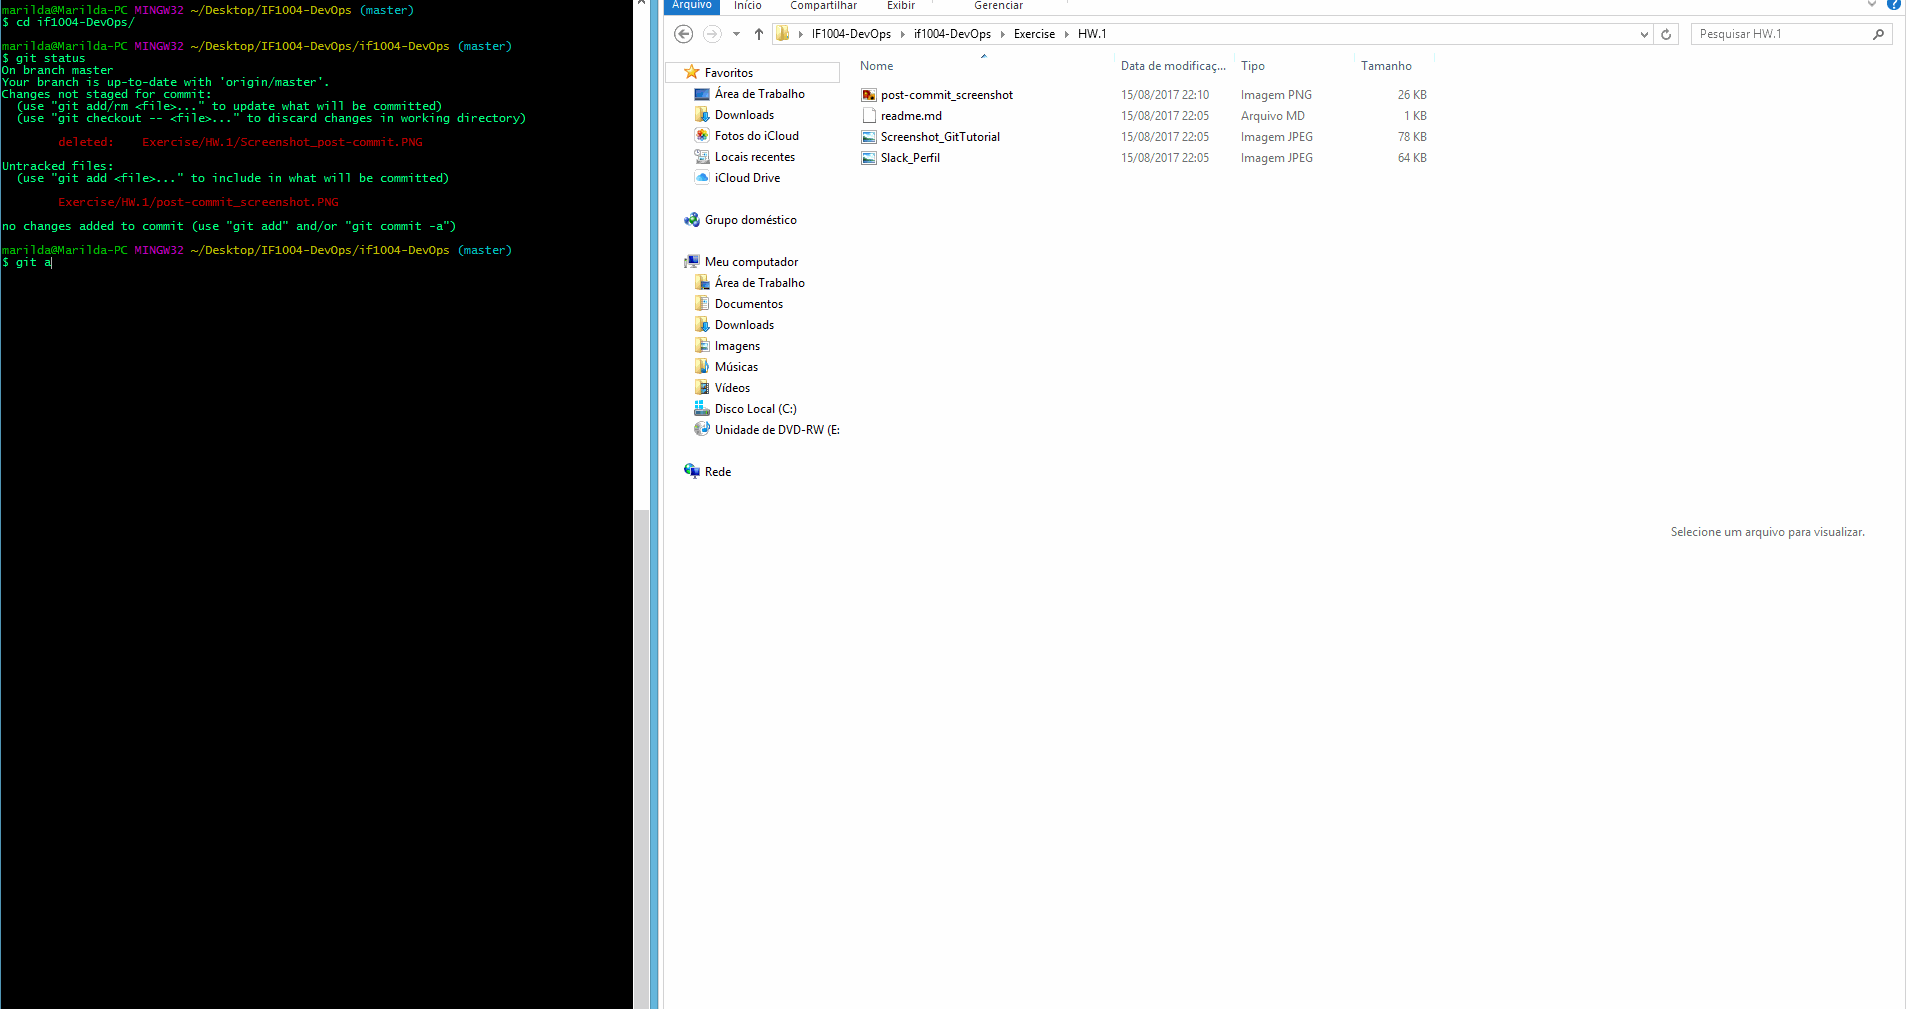 marilda@Marilda-PC MINGW32 ~/Desktop/IF1004-DevOps (master)
$ cd if1004-DevOps/
marilda@Marilda-PC MINGW32 ~/Desktop/IF1004-DevOps/if1004-DevOps (master)
$ git status
On branch master
Your branch is up-to-date with 'origin/master'.
Changes not staged for commit:
  (use "git add/rm <file>..." to update what will be committed)
  (use "git checkout -- <file>..." to discard changes in working directory)
        deleted:    Exercise/HW.1/Screenshot_post-commit.PNG
Untracked files:
  (use "git add <file>..." to include in what will be committed)
        Exercise/HW.1/post-commit_screenshot.PNG
no changes added to commit (use "git add" and/or "git commit -a")
marilda@Marilda-PC MINGW32 ~/Desktop/IF1004-DevOps/if1004-DevOps (master)
$ git a
Arquivo Início Compartilhar Exibir Gerenciar
IF1004-DevOps if1004-DevOps Exercise HW.1 Pesquisar HW.1
Favoritos
Área de Trabalho
Downloads
Fotos do iCloud
Locais recentes
iCloud Drive
Grupo doméstico
Meu computador
Área de Trabalho
Documentos
Downloads
Imagens
Músicas
Vídeos
Disco Local (C:)
Unidade de DVD-RW (E:
Rede
Nome Data de modificaç... Tipo Tamanho
post-commit_screenshot 15/08/2017 22:10 Imagem PNG 26 KB
readme.md 15/08/2017 22:05 Arquivo MD 1 KB
Screenshot_GitTutorial 15/08/2017 22:05 Imagem JPEG 78 KB
Slack_Perfil 15/08/2017 22:05 Imagem JPEG 64 KB
Selecione um arquivo para visualizar.